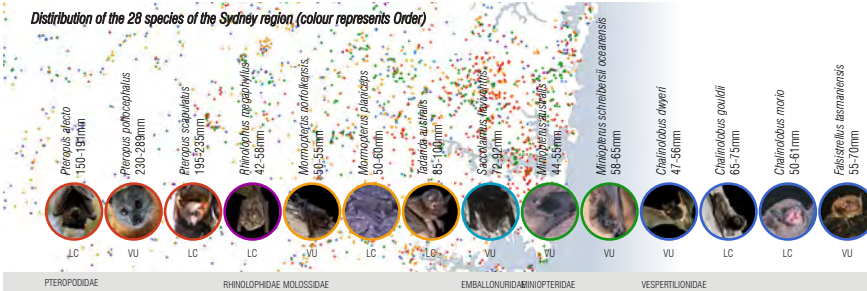 Distiribution of the 28 species of the Sydney region (colour represents Order)
Pteropus alecto
150-191mm
Pteropus poliocephalus
230-289mm
Pteropus scapulatus
195-235mm
Rhinolophus megaphyllus
42-58mm
Mormopterus norfolkensis,
50-55mm
Mormopterus planiceps
50-60mm
Tadarida australis
85-100mm
Saccolaimus flaviventris
72-92mm
Miniopterus australis
44-55mm
Miniopterus schreibersii oceanensis
58-65mm
Chalinolobus dwyeri
47-56mm
Chalinolobus gouldii
65-75mm
Chalinolobus morio
50-61mm
Falsistrellus tasmaniensis
55-70mm
LC VU LC LC VU LC LC VU VU VU VU LC LC VU
PTEROPODIDAE RHINOLOPHIDAE MOLOSSIDAE EMBALLONURIDAE MINIOPTERIDAE VESPERTILIONIDAE